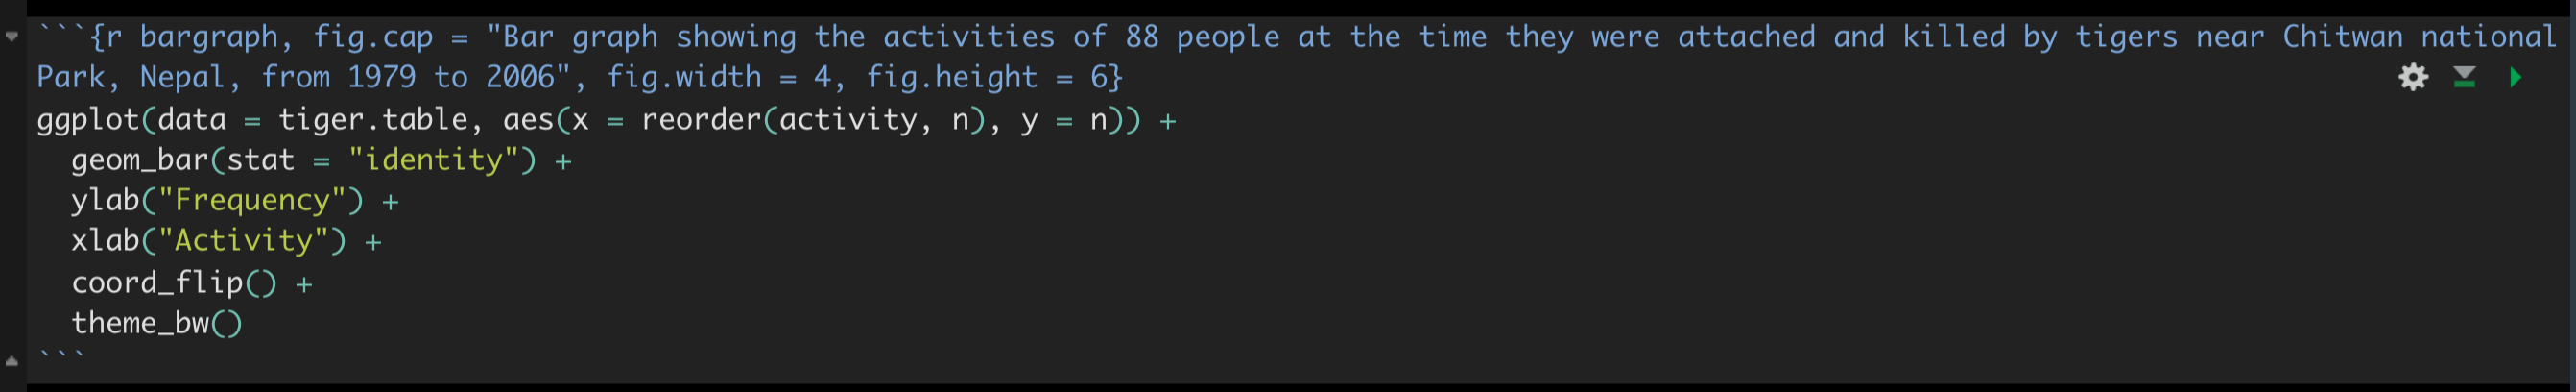 ```{r bargraph, fig.cap = "Bar graph showing the activities of 88 people at the time they were attached and killed by tigers near Chitwan national
Park, Nepal, from 1979 to 2006", fig.width = 4, fig.height = 6}
ggplot(data = tiger.table, aes(x = reorder(activity, n), y = n)) +
  geom_bar(stat = "identity") +
  ylab("Frequency") +
  xlab("Activity") +
  coord_flip() +
  theme_bw()
```